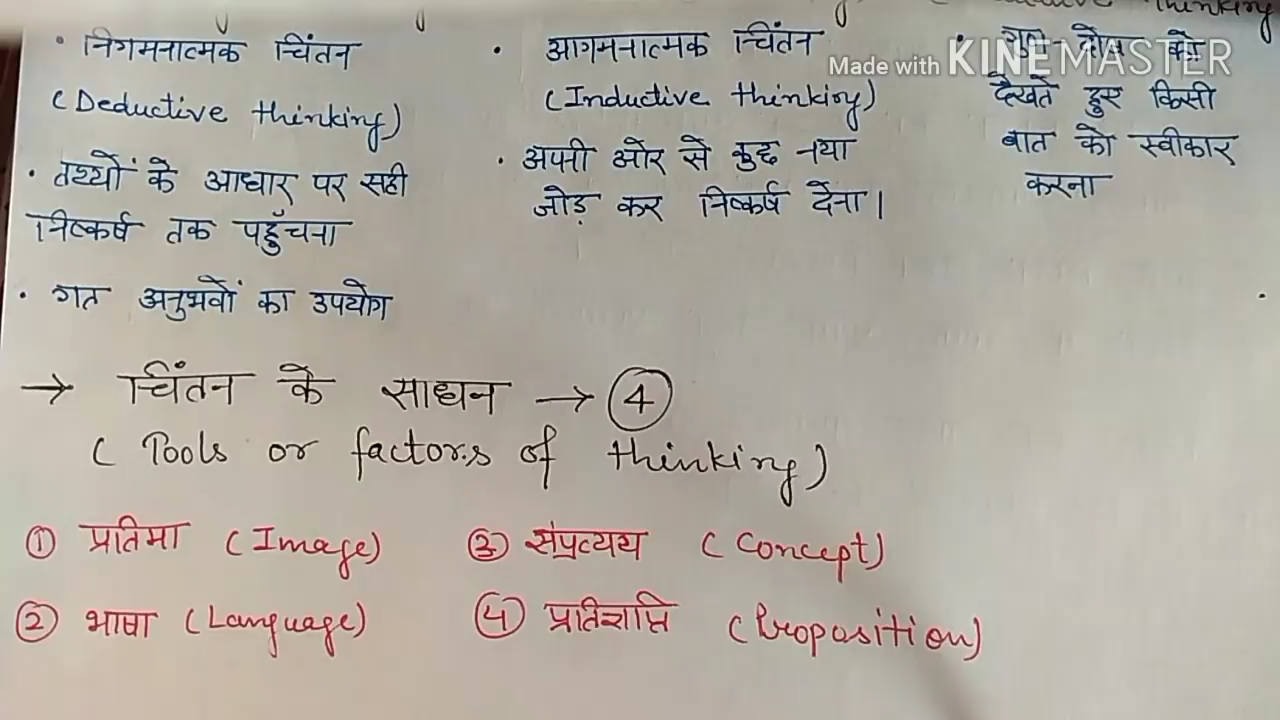 thinking
• निगमनात्मक चिंतन
(Deductive thinking)
• तथ्यों के आधार पर सही
निष्कर्ष तक पहुँचना
• गत अनुभवों का उपयोग
• आगमनात्मक चिंतन
(Inductive thinking)
• अपनी ओर से कुछ नया
जोड़ कर निष्कर्ष देना।
• गुण-दोष को
देखते हुए किसी
बात को स्वीकार
करना
Made with KINEMASTER
→ चिंतन के साधन → ④
( Tools or factors of thinking)
① प्रतिमा (Image)
② भाषा (Language)
③ संप्रत्यय (Concept)
④ प्रतिज्ञप्ति (Proposition)